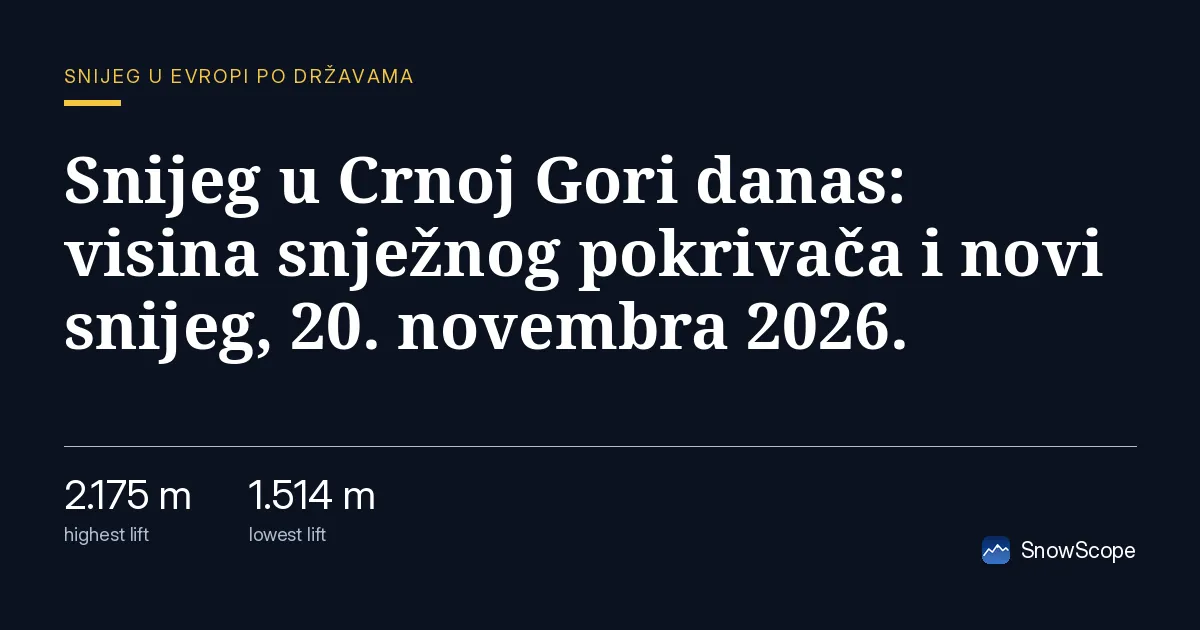 SNIJEG U EVROPI PO DRŽAVAMA
Snijeg u Crnoj Gori danas:
visina snježnog pokrivača i novi
snijeg, 20. novembra 2026.
2.175 m
highest lift
1.514 m
lowest lift
SnowScope